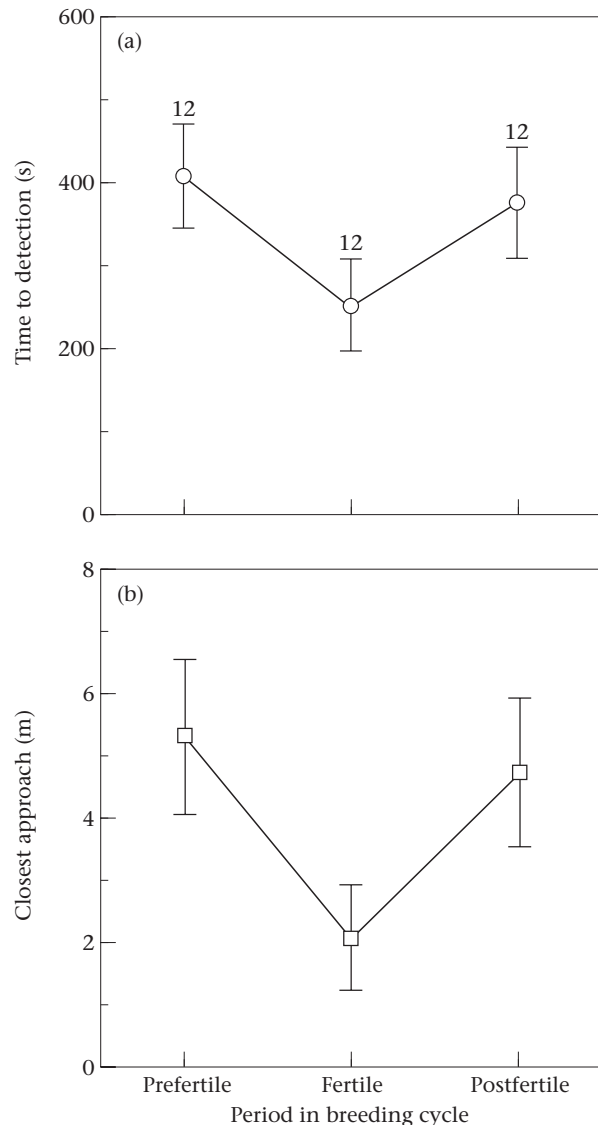 600
(a)
12
12
400
12
200
0
Time to detection (s)
8
(b)
6
4
2
0
Closest approach (m)
Prefertile Fertile Postfertile
Period in breeding cycle